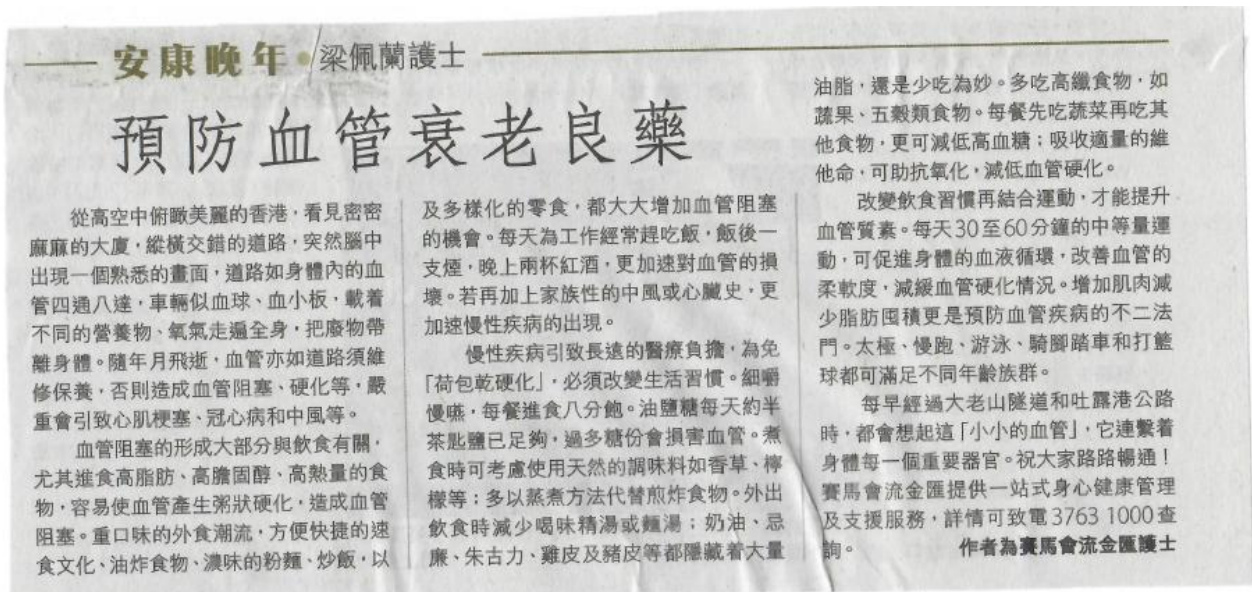 安康晚年•梁佩蘭護士
預防血管衰老良藥
從高空中俯瞰美麗的香港，看見密密
麻麻的大廈，縱橫交錯的道路，突然腦中
出現一個熟悉的畫面，道路如身體內的血
管四通八達，車輛似血球、血小板，載着
不同的營養物、氧氣走遍全身，把廢物帶
離身體。隨年月飛逝，血管亦如道路須維
修保養，否則造成血管阻塞、硬化等，嚴
重會引致心肌梗塞、冠心病和中風等。
血管阻塞的形成大部分與飲食有關，
尤其進食高脂肪、高膽固醇、高熱量的食
物，容易使血管產生粥狀硬化，造成血管
阻塞。重口味的外食潮流，方便快捷的速
食文化、油炸食物、濃味的粉麵、炒飯，以
及多樣化的零食，都大大增加血管阻塞
的機會。每天為工作經常趕吃飯，飯後一
支煙，晚上兩杯紅酒，更加速對血管的損
壞。若再加上家族性的中風或心臟史，更
加速慢性疾病的出現。
慢性疾病引致長遠的醫療負擔，為免
「荷包乾硬化」，必須改變生活習慣。細嚼
慢嚥，每餐進食八分飽。油鹽糖每天約半
茶匙鹽已足夠，過多糖份會損害血管。煮
食時可考慮使用天然的調味料如香草、檸
檬等；多以蒸煮方法代替煎炸食物。外出
飲食時減少喝味精湯或麵湯；奶油、忌
廉、朱古力、雞皮及豬皮等都隱藏着大量
油脂，還是少吃為妙。多吃高纖食物，如
蔬果、五穀類食物。每餐先吃蔬菜再吃其
他食物，更可減低高血糖；吸收適量的維
他命，可助抗氧化，減低血管硬化。
改變飲食習慣再結合運動，才能提升
血管質素。每天30至60分鐘的中等量運
動，可促進身體的血液循環，改善血管的
柔軟度，減緩血管硬化情況。增加肌肉減
少脂肪囤積更是預防血管疾病的不二法
門。太極、慢跑、游泳、騎腳踏車和打籃
球都可滿足不同年齡族群。
每早經過大老山隧道和吐露港公路
時，都會想起這「小小的血管」，它連繫着
身體每一個重要器官。祝大家路路暢通！
賽馬會流金匯提供一站式身心健康管理
及支援服務，詳情可致電3763 1000查
詢。 作者為賽馬會流金匯護士